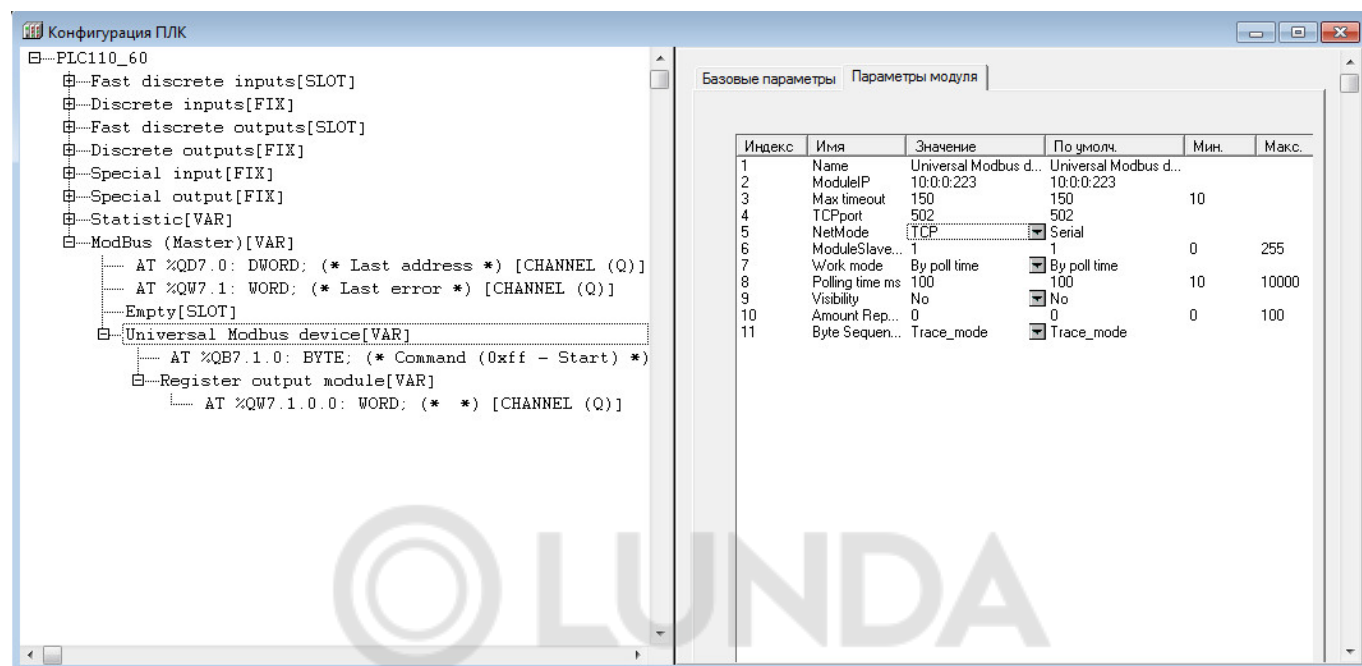 Конфигурация ПЛК
PLC110_60
Fast discrete inputs[SLOT]
Discrete inputs[FIX]
Fast discrete outputs[SLOT]
Discrete outputs[FIX]
Special input[FIX]
Special output[FIX]
Statistic[VAR]
ModBus (Master)[VAR]
AT %QD7.0: DWORD; (* Last address *) [CHANNEL (Q)]
AT %QW7.1: WORD; (* Last error *) [CHANNEL (Q)]
Empty[SLOT]
Universal Modbus device[VAR]
AT %QB7.1.0: BYTE; (* Command (0xff - Start) *)
Register output module[VAR]
AT %QW7.1.0.0: WORD; (*  *) [CHANNEL (Q)]
Базовые параметры Параметры модуля
Индекс Имя Значение По умолч. Мин. Макс.
1 Name Universal Modbus d... Universal Modbus d...
2 ModuleIP 10:0:0:223 10:0:0:223
3 Max timeout 150 150 10
4 TCPport 502 502
5 NetMode TCP Serial
6 ModuleSlave... 1 1 0 255
7 Work mode By poll time By poll time
8 Polling time ms 100 100 10 10000
9 Visibility No No
10 Amount Rep... 0 0 0 100
11 Byte Sequen... Trace_mode Trace_mode
LUNDA